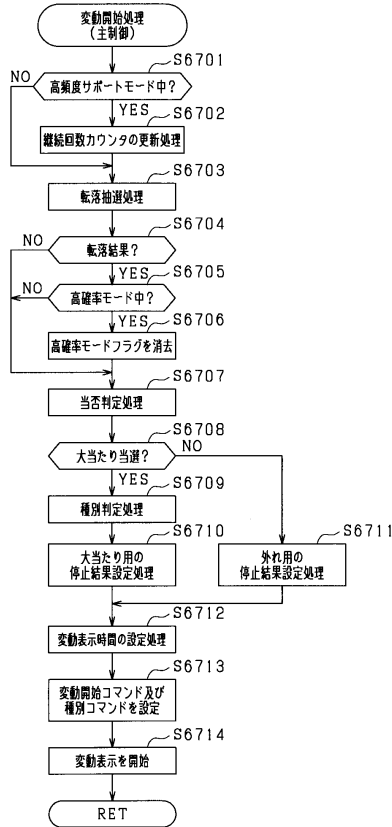 変動開始処理
(主制御)
S6701
高頻度サポートモード中?
NO
YES
S6702
継続回数カウンタの更新処理
S6703
転落抽選処理
S6704
転落結果?
NO
YES
S6705
高確率モード中?
NO
YES
S6706
高確率モードフラグを消去
S6707
当否判定処理
S6708
大当たり当選?
NO
YES
S6709
種別判定処理
S6710
大当たり用の
停止結果設定処理
S6711
外れ用の
停止結果設定処理
S6712
変動表示時間の設定処理
S6713
変動開始コマンド及び
種別コマンドを設定
S6714
変動表示を開始
RET